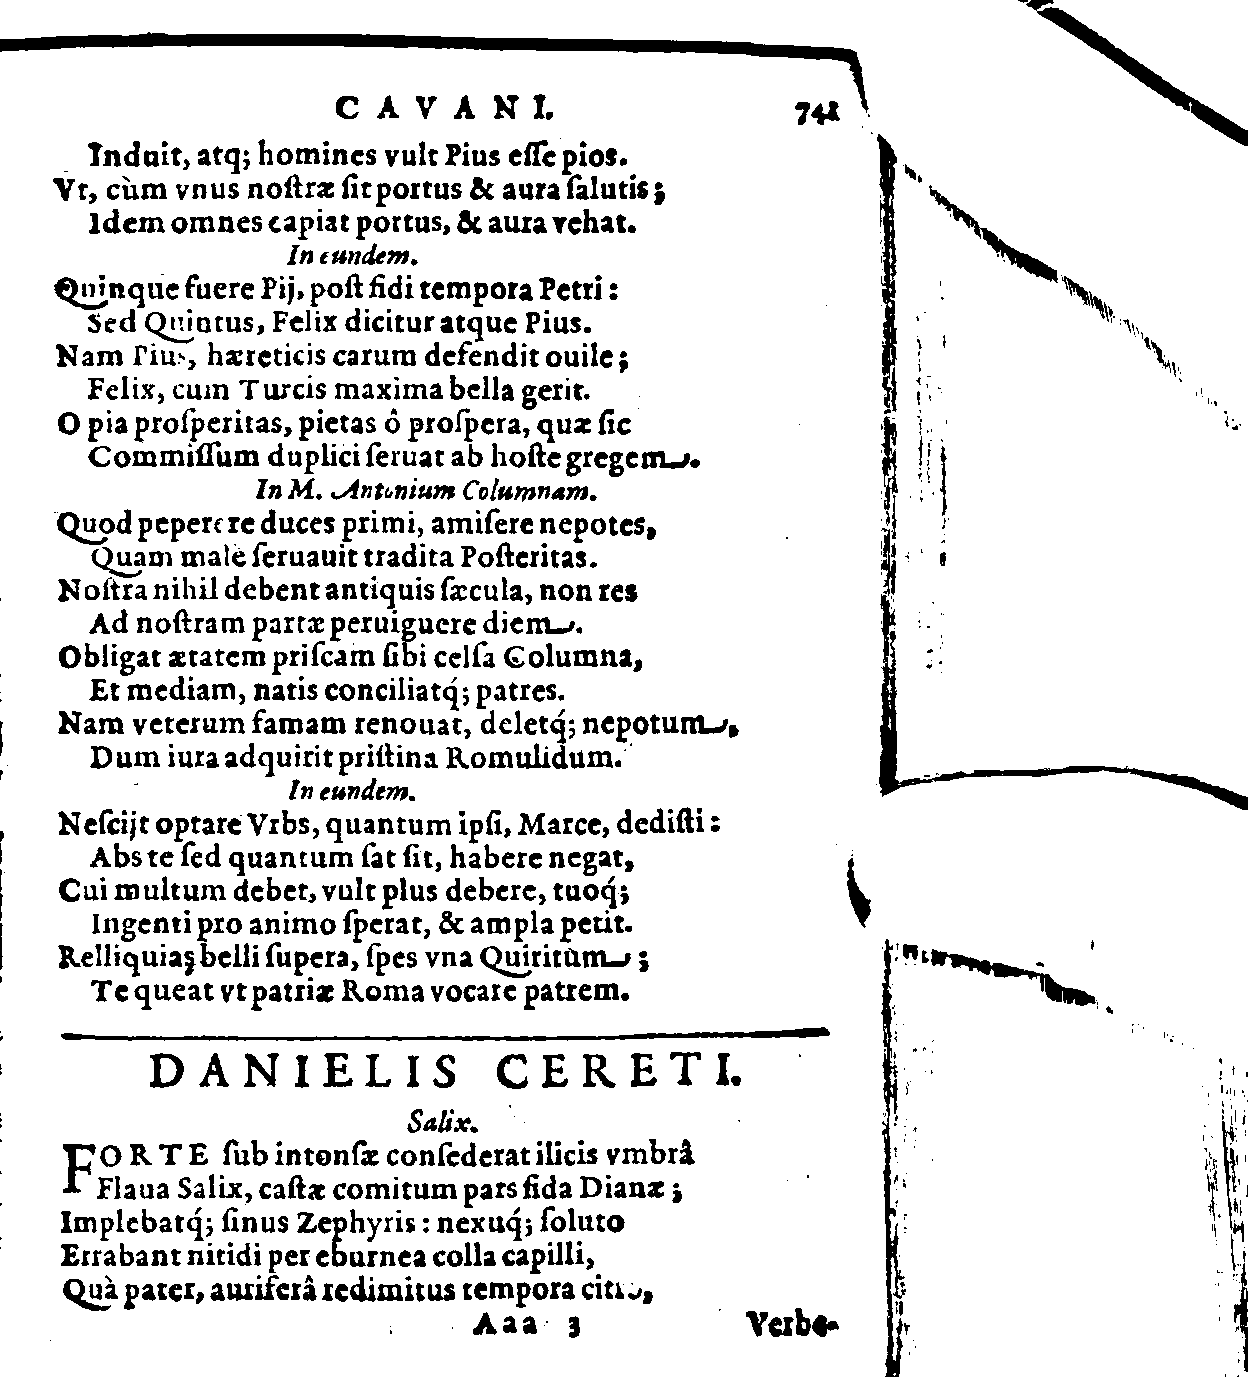 CAVANI. 741
Induit, atq; homines vult Pius eſſe pios.
Vt, cùm vnus noſtræ ſit portus & aura ſalutis;
Idem omnes capiat portus, & aura vehat.
In eundem.
Quinque fuere Pij, poſt fidi tempora Petri:
Sed Quintus, Felix dicitur atque Pius.
Nam Pius, hæreticis carum defendit ouile;
Felix, cum Turcis maxima bella gerit.
O pia proſperitas, pietas ô proſpera, quæ ſic
Commiſſum duplici ſeruat ab hoſte gregem.
In M. Antonium Columnam.
Quod peperere duces primi, amiſere nepotes,
Quam malè ſeruauit tradita Poſteritas.
Noſtra nihil debent antiquis ſæcula, non res
Ad noſtram partæ peruiguere diem.
Obligat ætatem priſcam ſibi celſa Columna,
Et mediam, natis conciliatq́; patres.
Nam veterum famam renouat, deletq́; nepotum,
Dum iura adquirit priſtina Romulidum.
In eundem.
Neſcijt optare Vrbs, quantum ipſi, Marce, dediſti:
Abs te ſed quantum ſat ſit, habere negat,
Cui multum debet, vult plus debere, tuoq́;
Ingenti pro animo ſperat, & ampla petit.
Relliquias belli ſupera, ſpes vna Quiritùm;
Te queat vt patriæ Roma vocare patrem.
DANIELIS CERETI.
Salix.
FORTE ſub intonſæ conſederat ilicis vmbrâ
Flaua Salix, caſtæ comitum pars fida Dianæ;
Implebatq́; ſinus Zephyris: nexuq́; ſoluto
Errabant nitidi per eburnea colla capilli,
Quà pater, auriferâ redimitus tempora
Aaa 3 Verbe-